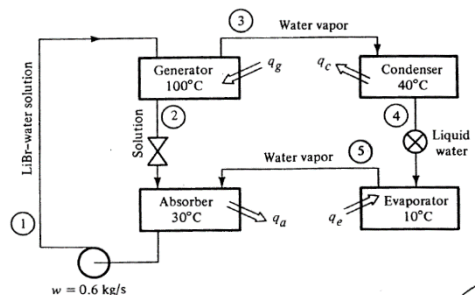 3
Water vapor
Generator
100°C
q_g
q_c
Condenser
40°C
LiBr–water solution
2
Solution
4
Liquid
water
5
Water vapor
Absorber
30°C
q_a
q_e
Evaporator
10°C
1
w = 0.6 kg/s